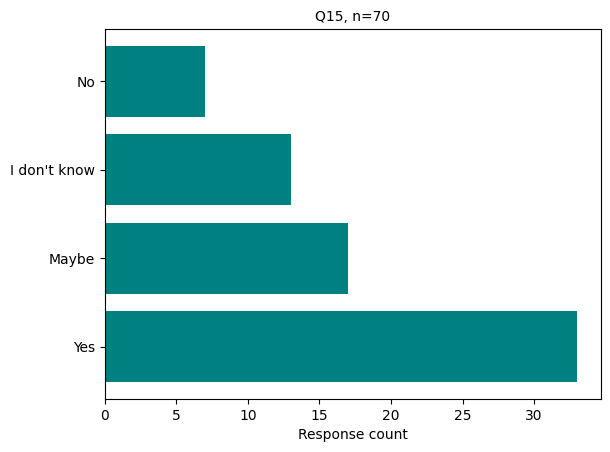 Q15, n=70
No
I don't know
Maybe
Yes
0 5 10 15 20 25 30
Response count